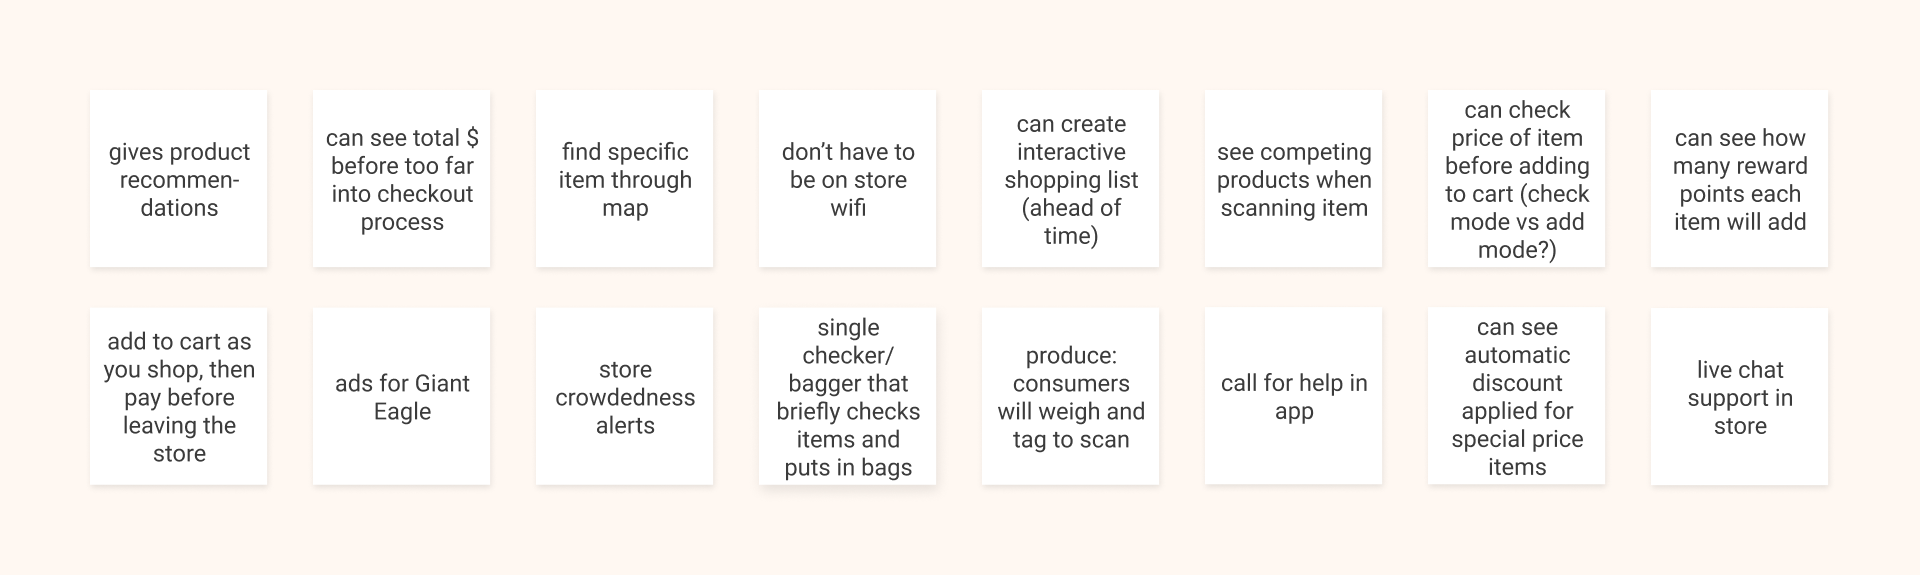 gives product
recommen-
dations
can see total $
before too far
into checkout
process
find specific
item through
map
don’t have to
be on store
wifi
can create
interactive
shopping list
(ahead of
time)
see competing
products when
scanning item
can check
price of item
before adding
to cart (check
mode vs add
mode?)
can see how
many reward
points each
item will add
add to cart as
you shop, then
pay before
leaving the
store
ads for Giant
Eagle
store
crowdedness
alerts
single
checker/
bagger that
briefly checks
items and
puts in bags
produce:
consumers
will weigh and
tag to scan
call for help in
app
can see
automatic
discount
applied for
special price
items
live chat
support in
store